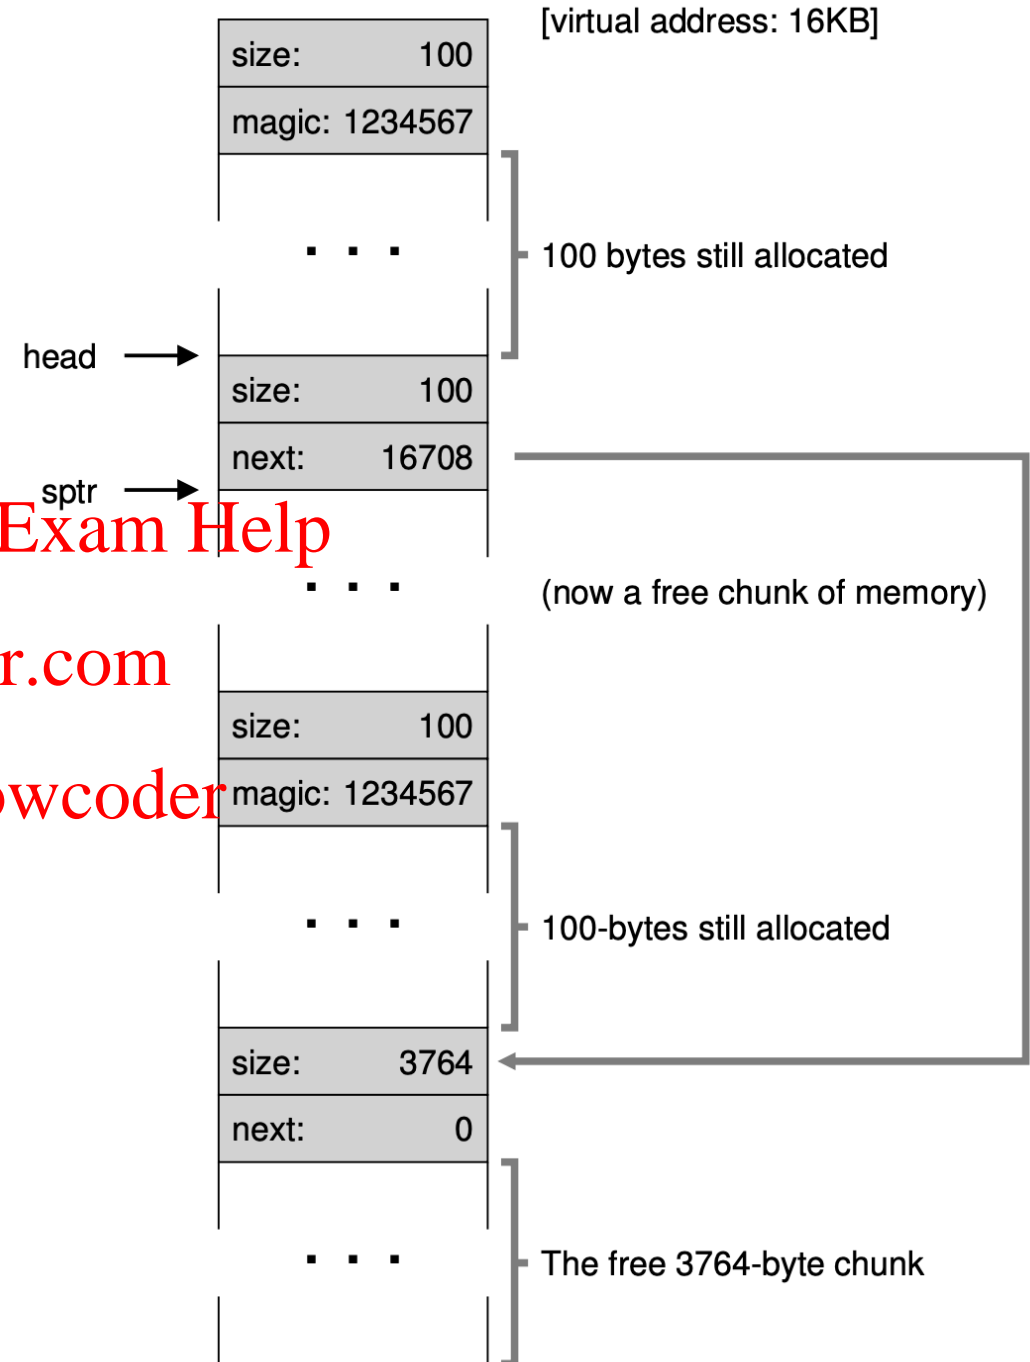 [virtual address: 16KB]
size: 100
magic: 1234567
. . .
100 bytes still allocated
head
size: 100
next: 16708
sptr
Exam Help
. . .
(now a free chunk of memory)
r.com
size: 100
magic: 1234567
owcoder
. . .
100-bytes still allocated
size: 3764
next: 0
. . .
The free 3764-byte chunk